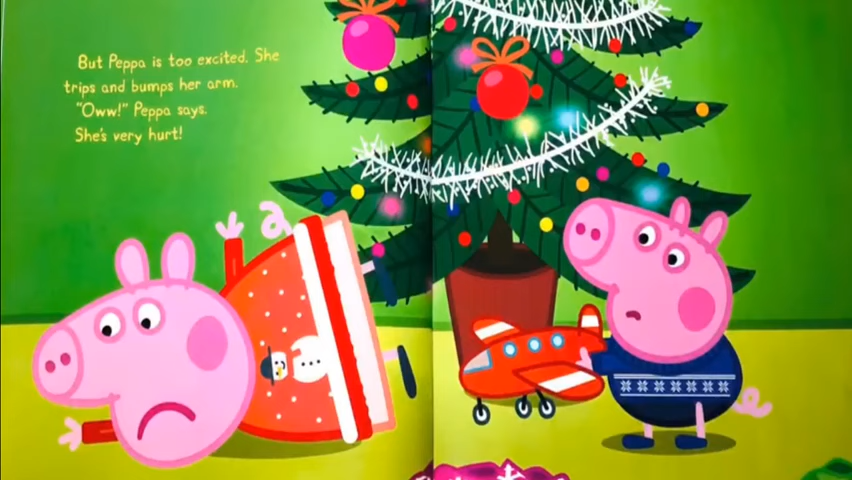 But Peppa is too excited. She
trips and bumps her arm.
"Oww!" Peppa says.
She's very hurt!